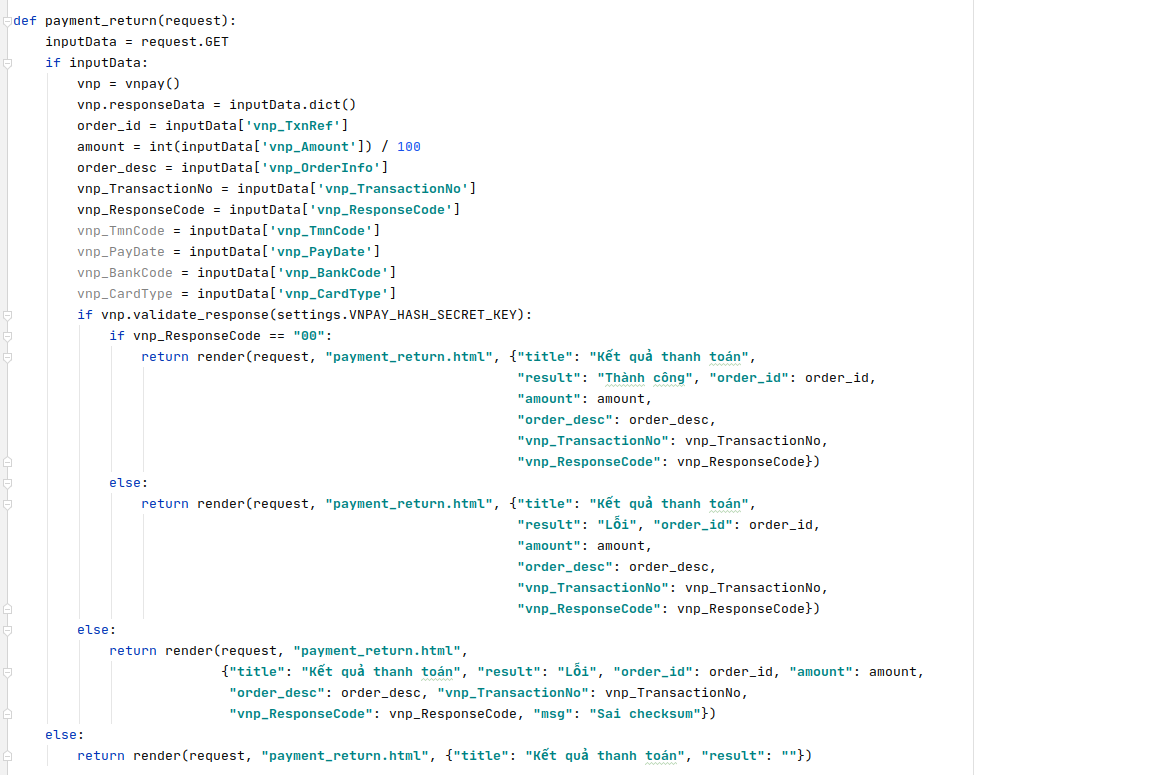 def payment_return(request):
    inputData = request.GET
    if inputData:
        vnp = vnpay()
        vnp.responseData = inputData.dict()
        order_id = inputData['vnp_TxnRef']
        amount = int(inputData['vnp_Amount']) / 100
        order_desc = inputData['vnp_OrderInfo']
        vnp_TransactionNo = inputData['vnp_TransactionNo']
        vnp_ResponseCode = inputData['vnp_ResponseCode']
        vnp_TmnCode = inputData['vnp_TmnCode']
        vnp_PayDate = inputData['vnp_PayDate']
        vnp_BankCode = inputData['vnp_BankCode']
        vnp_CardType = inputData['vnp_CardType']
        if vnp.validate_response(settings.VNPAY_HASH_SECRET_KEY):
            if vnp_ResponseCode == "00":
                return render(request, "payment_return.html", {"title": "Kết quả thanh toán",
                                                               "result": "Thành công", "order_id": order_id,
                                                               "amount": amount,
                                                               "order_desc": order_desc,
                                                               "vnp_TransactionNo": vnp_TransactionNo,
                                                               "vnp_ResponseCode": vnp_ResponseCode})
            else:
                return render(request, "payment_return.html", {"title": "Kết quả thanh toán",
                                                               "result": "Lỗi", "order_id": order_id,
                                                               "amount": amount,
                                                               "order_desc": order_desc,
                                                               "vnp_TransactionNo": vnp_TransactionNo,
                                                               "vnp_ResponseCode": vnp_ResponseCode})
        else:
            return render(request, "payment_return.html",
                          {"title": "Kết quả thanh toán", "result": "Lỗi", "order_id": order_id, "amount": amount,
                           "order_desc": order_desc, "vnp_TransactionNo": vnp_TransactionNo,
                           "vnp_ResponseCode": vnp_ResponseCode, "msg": "Sai checksum"})
    else:
        return render(request, "payment_return.html", {"title": "Kết quả thanh toán", "result": ""})